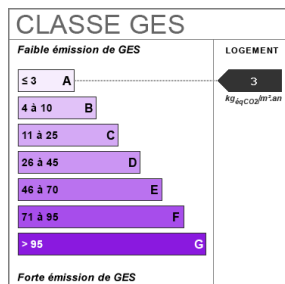 CLASSE GES
Faible émission de GES
LOGEMENT
≤ 3 A
3
kgéqCO2/m².an
4 à 10 B
11 à 25 C
26 à 45 D
46 à 70 E
71 à 95 F
> 95 G
Forte émission de GES